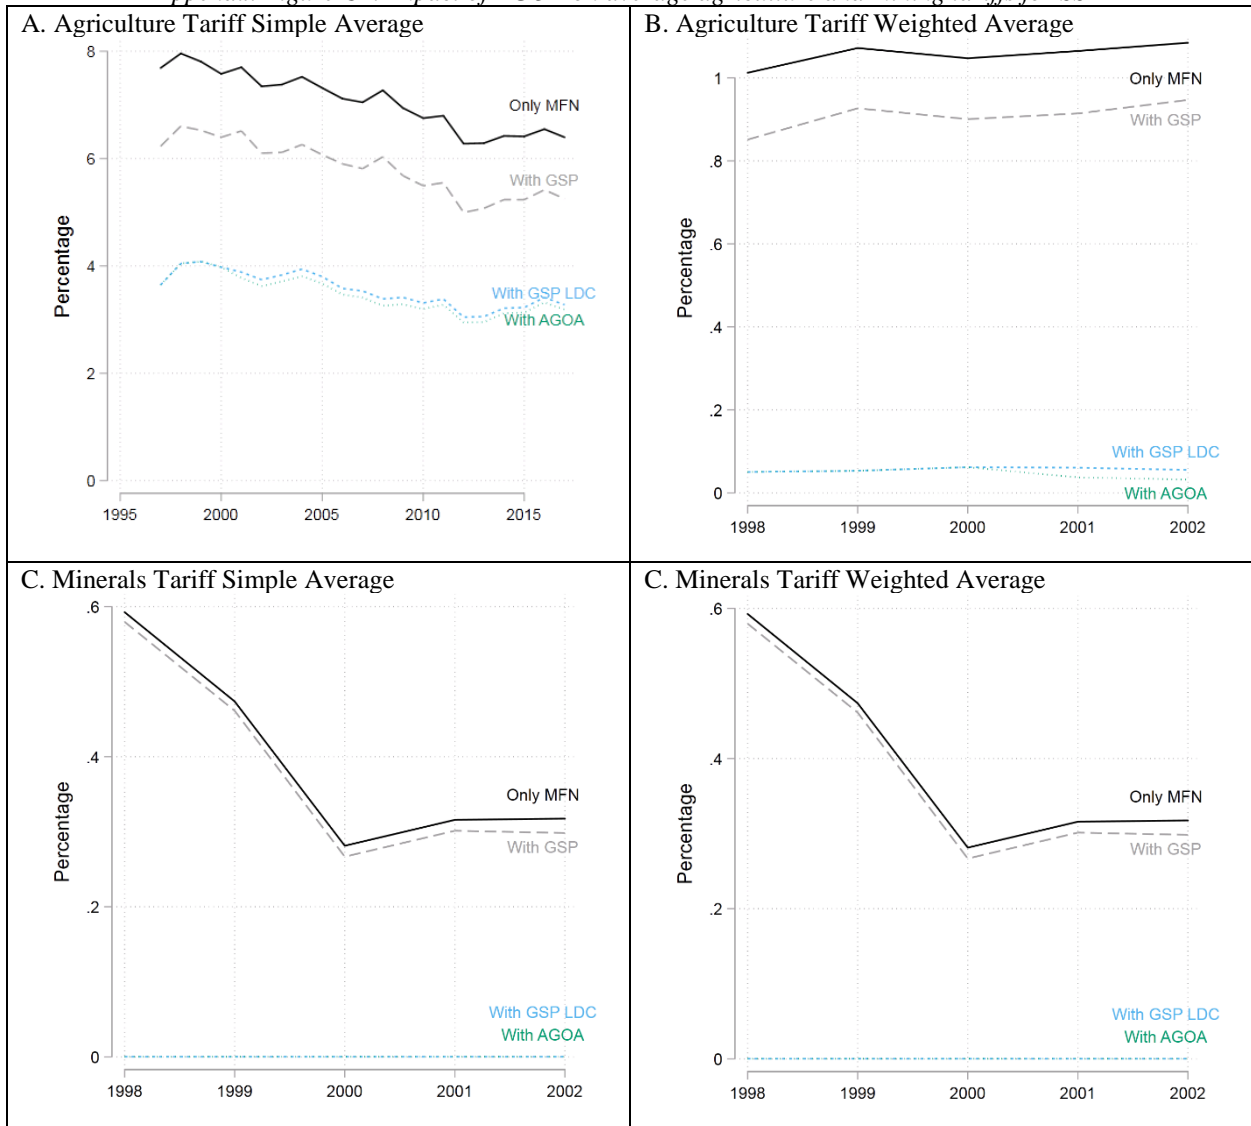 A. Agriculture Tariff Simple Average
8
6
4
2
0
Percentage
Only MFN
With GSP
With GSP LDC
With AGOA
1995 2000 2005 2010 2015
B. Agriculture Tariff Weighted Average
1
.8
.6
.4
.2
0
Percentage
Only MFN
With GSP
With GSP LDC
With AGOA
1998 1999 2000 2001 2002
C. Minerals Tariff Simple Average
.6
.4
.2
0
Percentage
Only MFN
With GSP
With GSP LDC
With AGOA
1998 1999 2000 2001 2002
C. Minerals Tariff Weighted Average
.6
.4
.2
0
Percentage
Only MFN
With GSP
With GSP LDC
With AGOA
1998 1999 2000 2001 2002